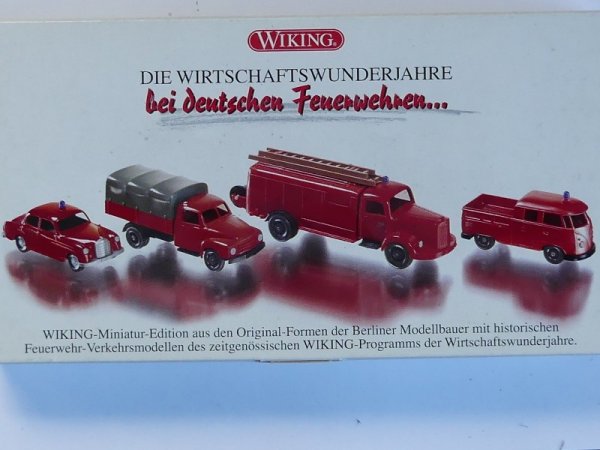 WIKING®
DIE WIRTSCHAFTSWUNDERJAHRE
bei deutschen Feuerwehren...
WIKING-Miniatur-Edition aus den Original-Formen der Berliner Modellbauer mit historischen
Feuerwehr-Verkehrsmodellen des zeitgenössischen WIKING-Programms der Wirtschaftswunderjahre.